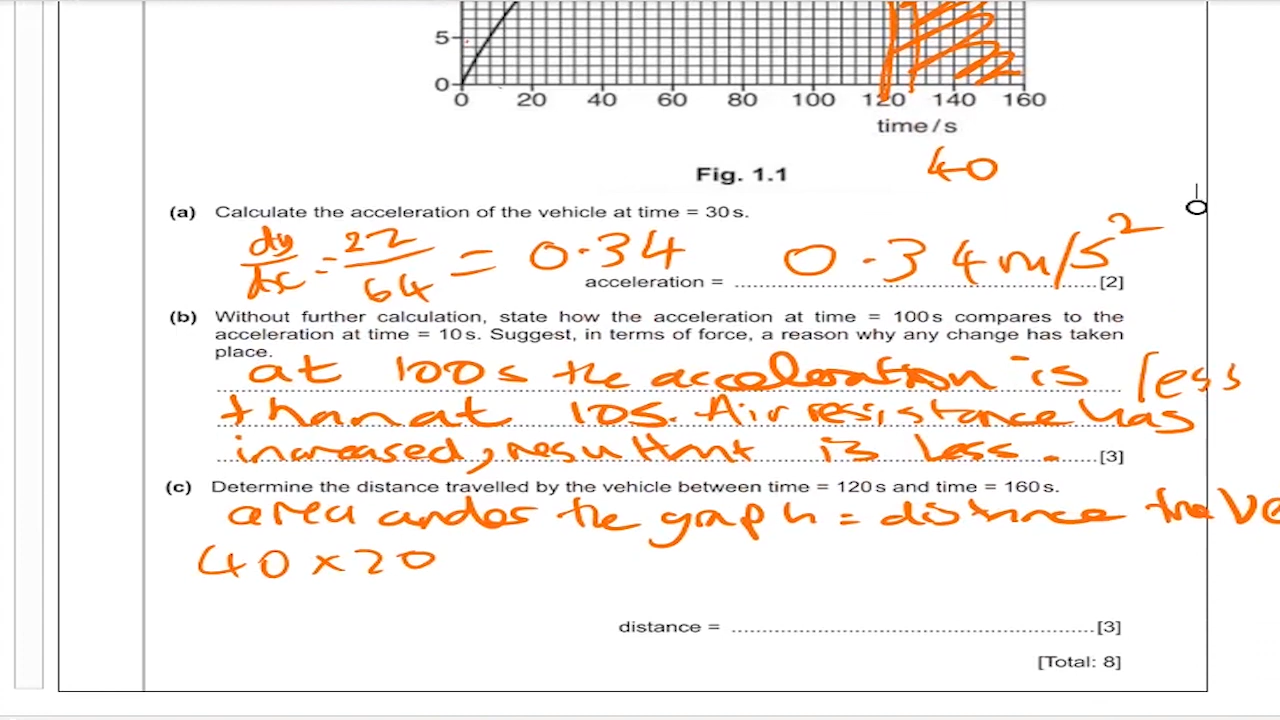 5
0
0 20 40 60 80 100 120 140 160
time / s
40
Fig. 1.1
(a) Calculate the acceleration of the vehicle at time = 30 s.
dy/dx = 22/64 = 0.34 0.34 m/s²
acceleration = ........ [2]
(b) Without further calculation, state how the acceleration at time = 100 s compares to the
acceleration at time = 10 s. Suggest, in terms of force, a reason why any change has taken
place.
at 100s the acceleration is less
than at 10s. Air resistance has
increased, resultant is less. [3]
(c) Determine the distance travelled by the vehicle between time = 120 s and time = 160 s.
area under the graph = distance trave
40 × 20
distance = ........ [3]
[Total: 8]